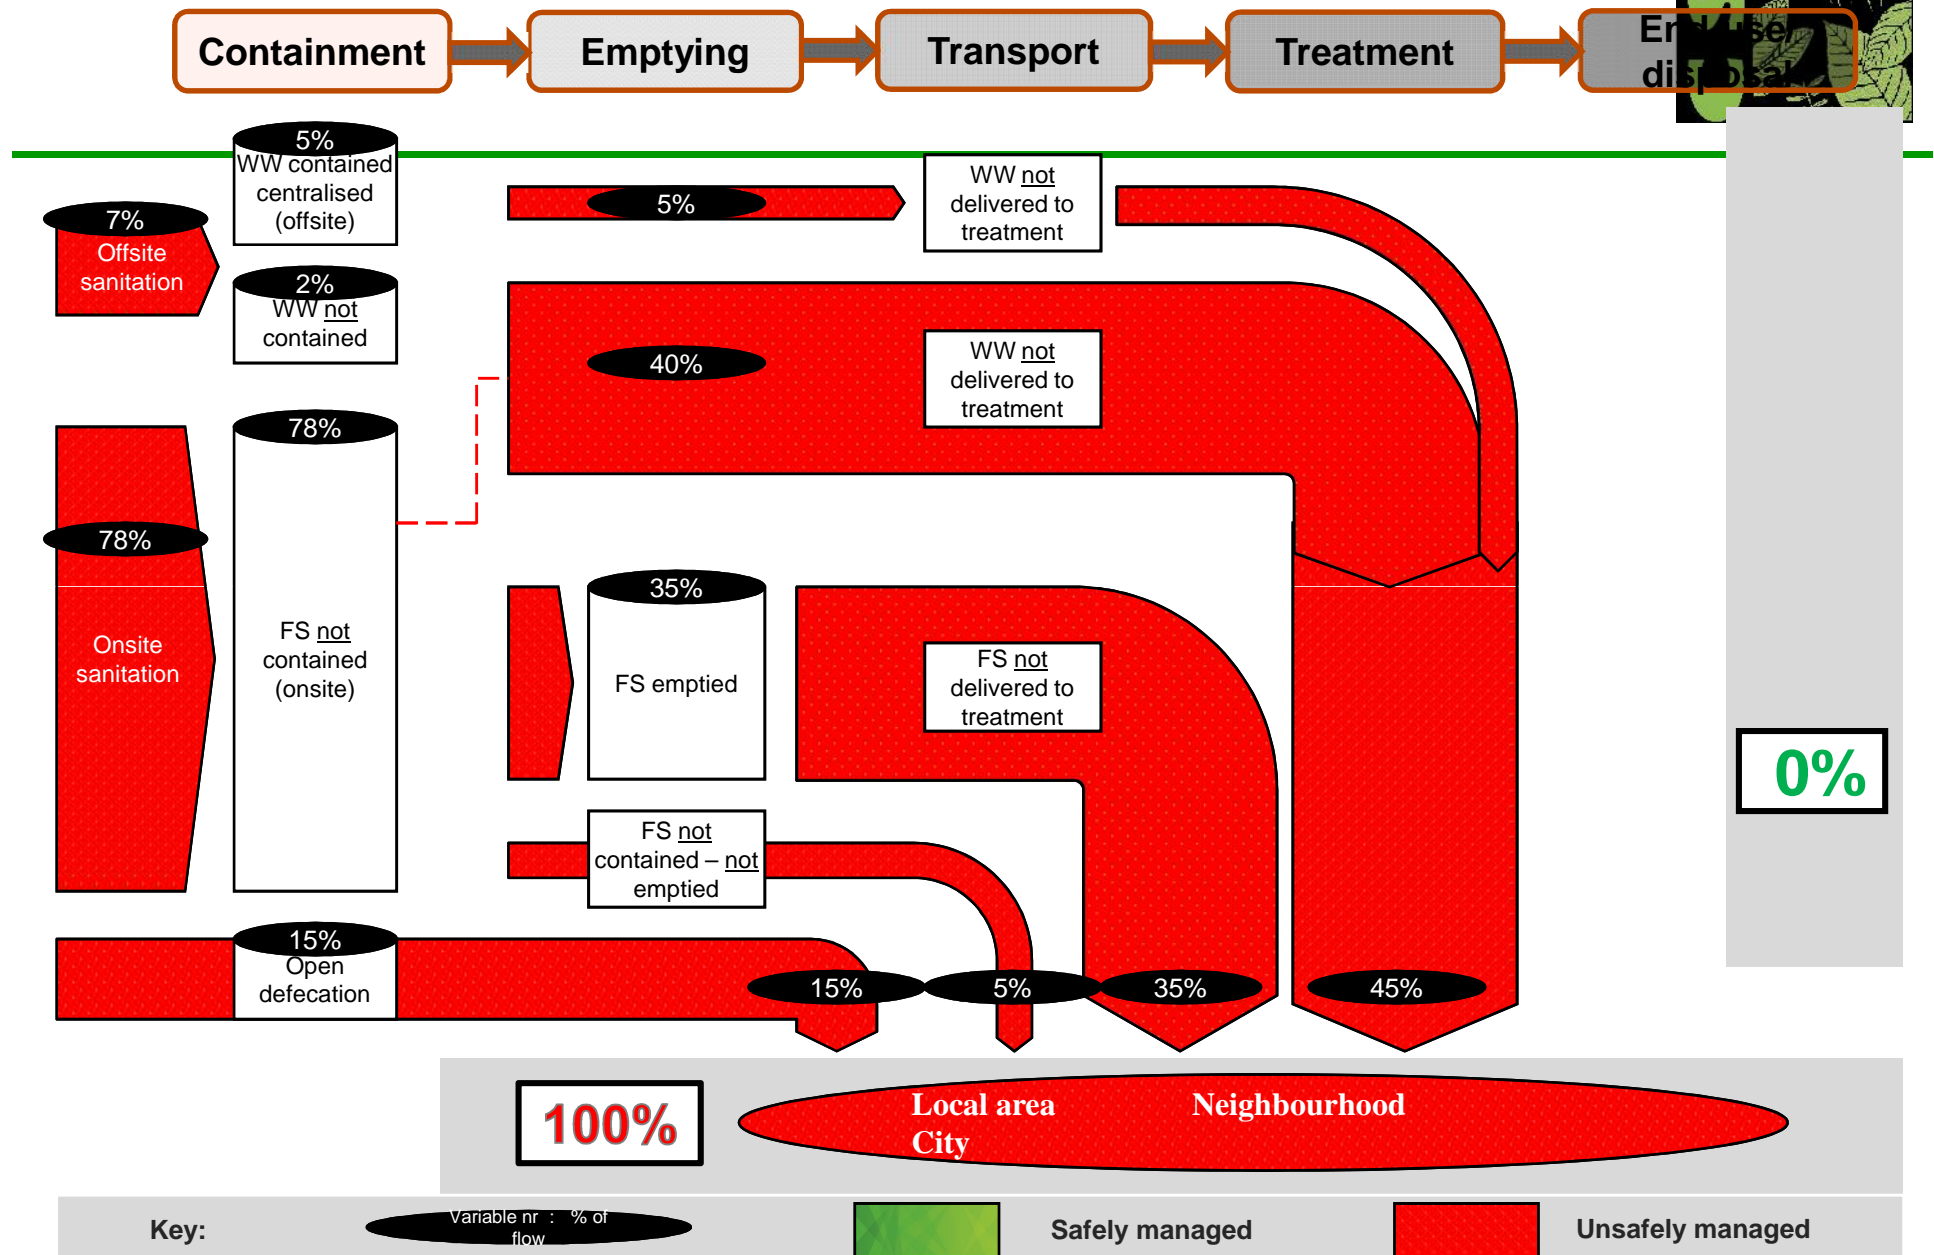 Containment
Emptying
Transport
Treatment
End use/
disposal
5%
WW contained
centralised
(offsite)
7%
Offsite
sanitation
2%
WW not
contained
5%
WW not
delivered to
treatment
40%
WW not
delivered to
treatment
78%
78%
Onsite
sanitation
FS not
contained
(onsite)
35%
FS emptied
FS not
delivered to
treatment
0%
FS not
contained – not
emptied
15%
Open
defecation
15%
5%
35%
45%
100%
Local area Neighbourhood
City
Key:
Variable nr : % of
flow
Safely managed
Unsafely managed